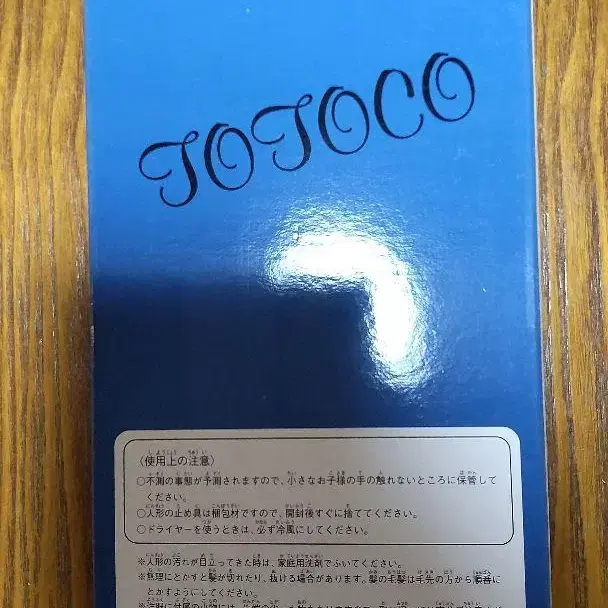 TOTOCO
（使用上の注意）
○不測の事態が予測されますので、小さなお子様の手の触れないところに保管して
ください。
○人形の止め具は梱包材ですので、開封後すぐに捨ててください。
○ドライヤーを使うときは、必ず冷風にしてください。
※人形の汚れが目立ってきた時は、家庭用洗剤でふいてください。
※無理にとかすと髪が切れたり、抜ける場合があります。髪の毛髪は毛先の方から順番に
とかすようにしてください。